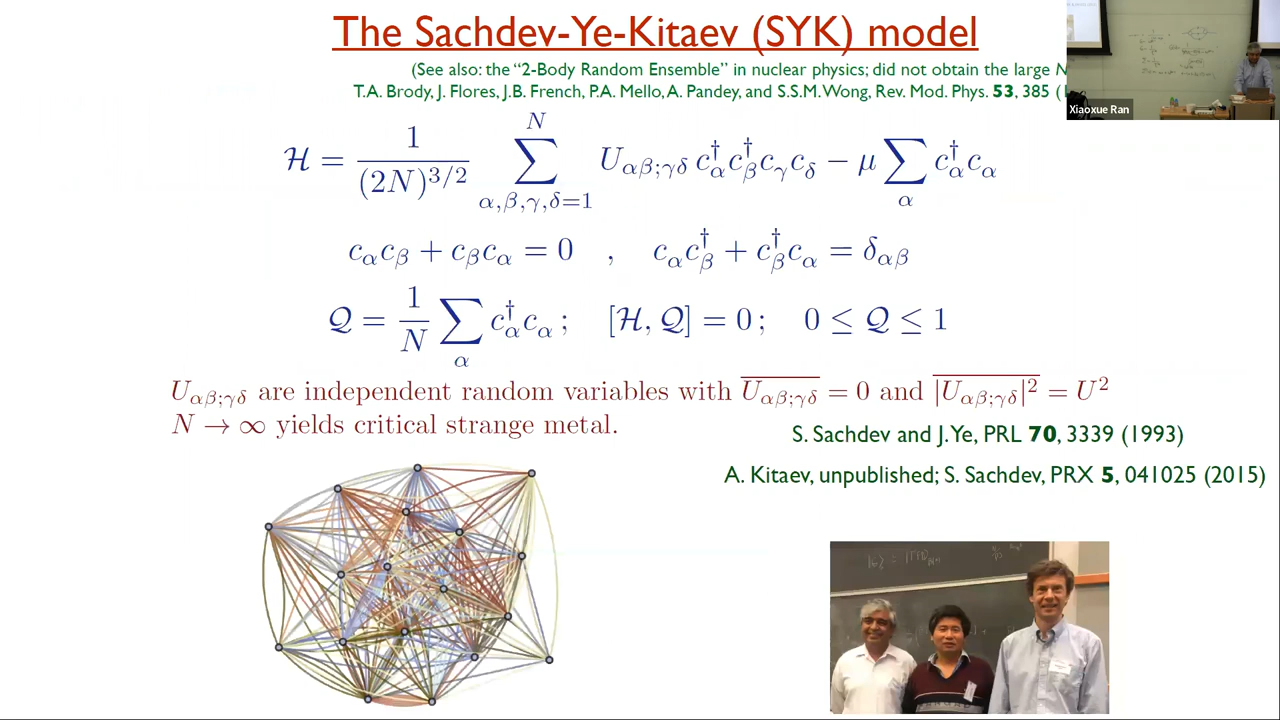 The Sachdev-Ye-Kitaev (SYK) model
(See also: the “2-Body Random Ensemble” in nuclear physics; did not obtain the large N
T.A. Brody, J. Flores, J.B. French, P.A. Mello, A. Pandey, and S.S.M. Wong, Rev. Mod. Phys. 53, 385 (
Xiaoxue Ran
ℋ = 1/(2N)^{3/2} ∑_{α,β,γ,δ=1}^{N} U_{αβ;γδ} c_α^† c_β^† c_γ c_δ − μ ∑_α c_α^† c_α
c_α c_β + c_β c_α = 0 , c_α c_β^† + c_β^† c_α = δ_{αβ}
𝒬 = 1/N ∑_α c_α^† c_α ; [ℋ, 𝒬] = 0 ; 0 ≤ 𝒬 ≤ 1
U_{αβ;γδ} are independent random variables with \overline{U_{αβ;γδ}} = 0 and \overline{|U_{αβ;γδ}|^2} = U^2
N → ∞ yields critical strange metal.
S. Sachdev and J. Ye, PRL 70, 3339 (1993)
A. Kitaev, unpublished; S. Sachdev, PRX 5, 041025 (2015)